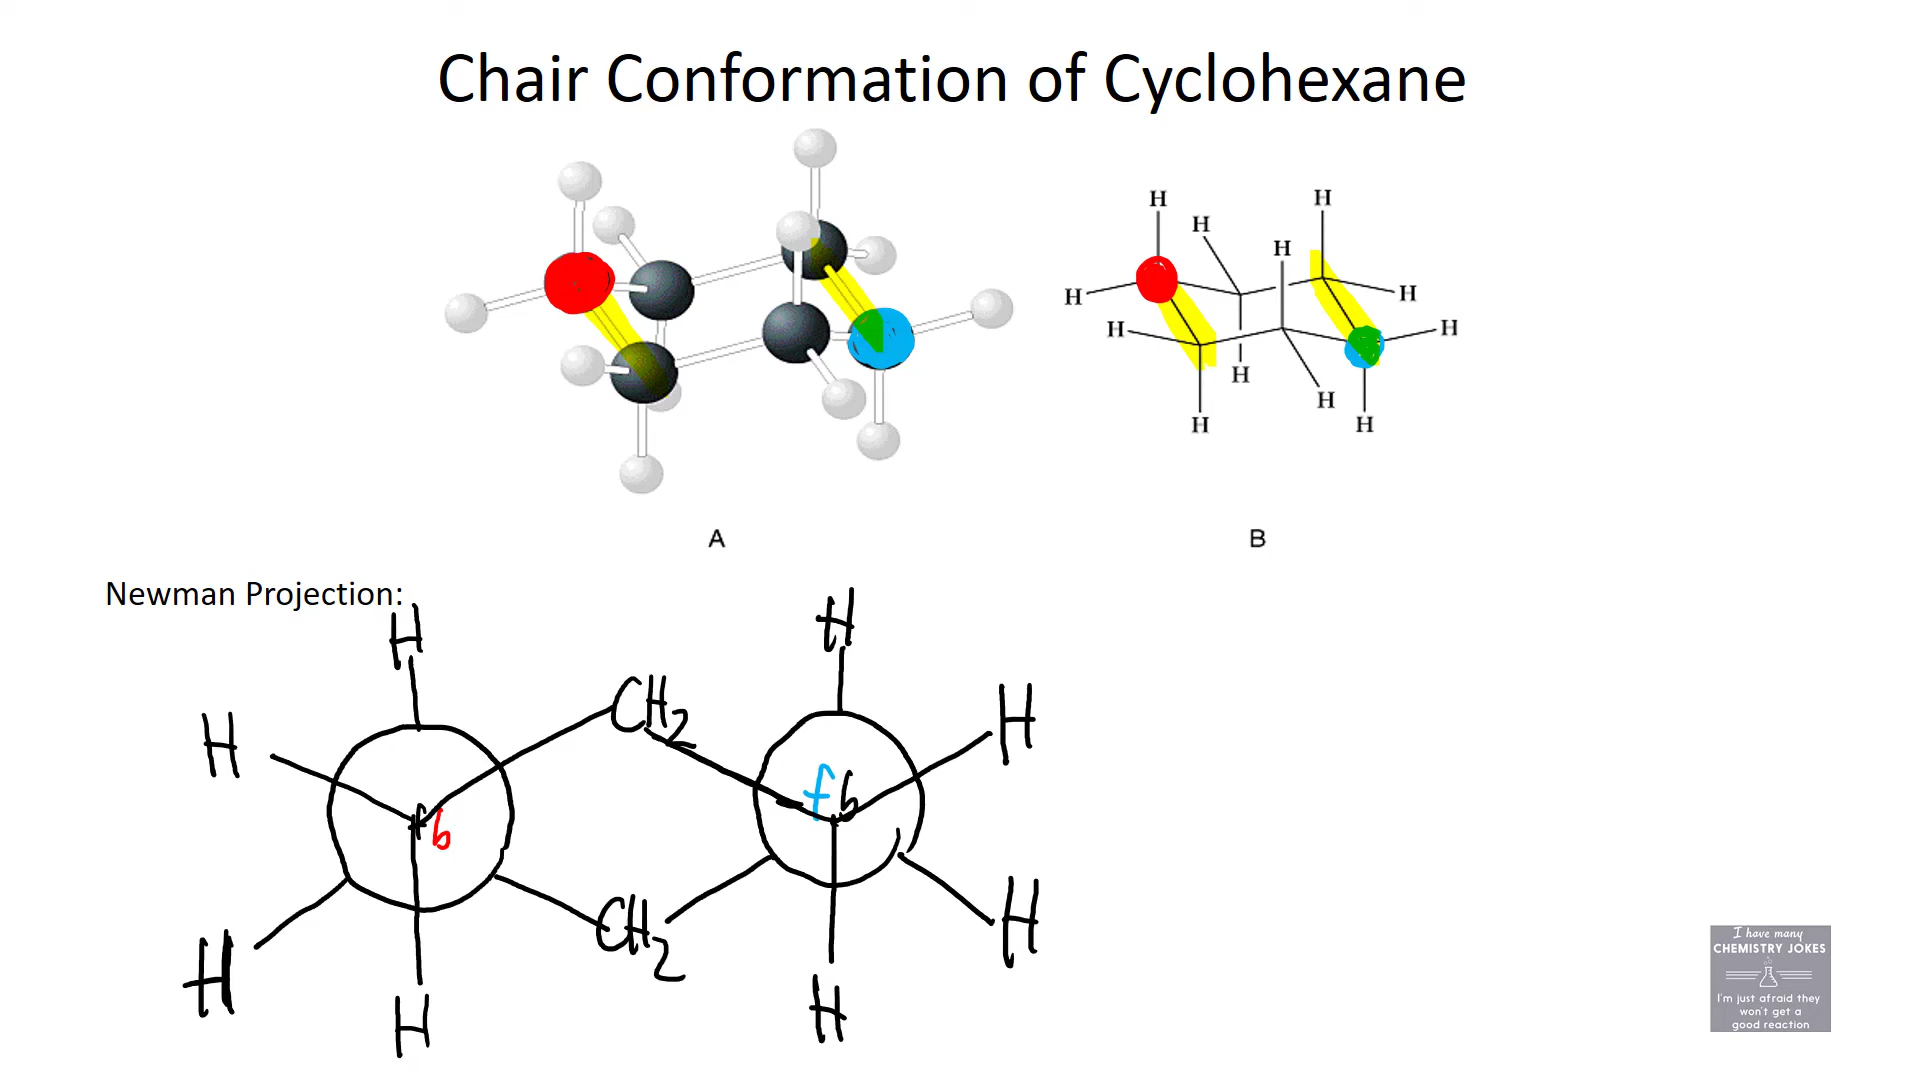 Chair Conformation of Cyclohexane
H H
H
H
H H
H H
H
H
H
H
A B
Newman Projection:
H H
CH2 H
H
f b
f b
H
CH2
H
H H
I have many
CHEMISTRY JOKES
I'm just afraid they
won't get a
good reaction